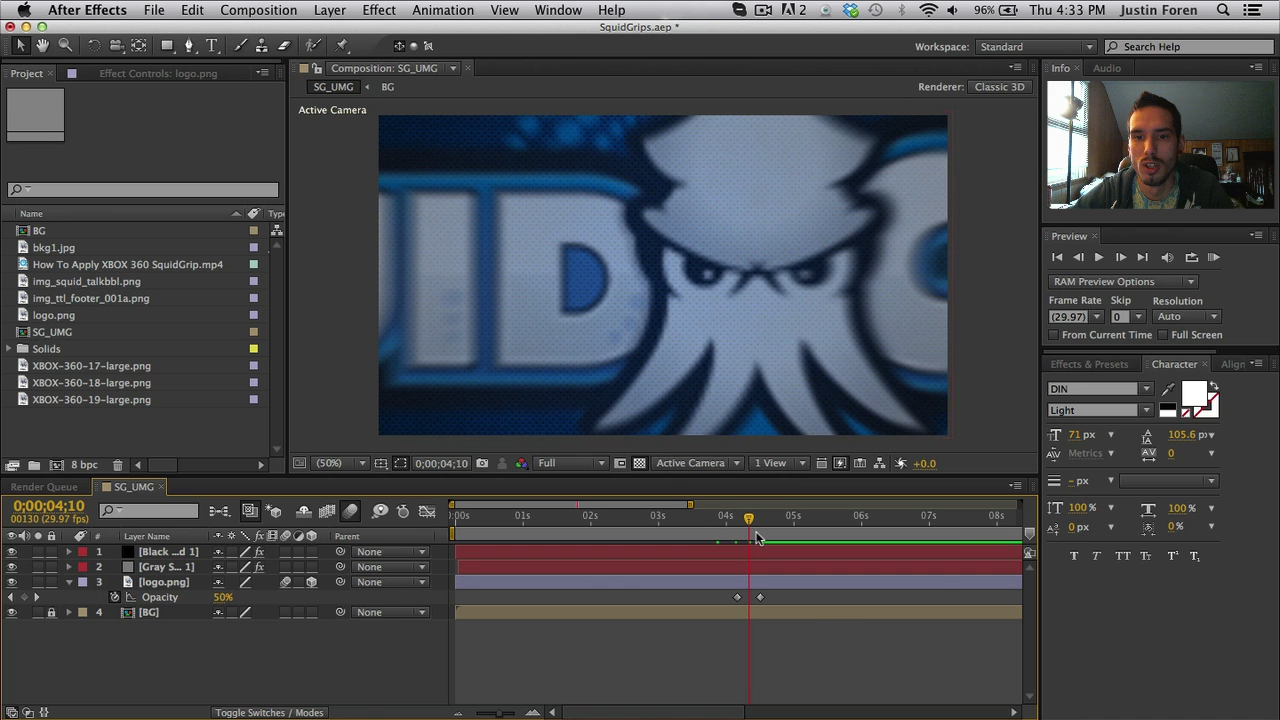 After Effects File Edit Composition Layer Effect Animation View Window Help 2 96% Thu 4:33 PM Justin Foren
SquidGrips.aep *
T Workspace: Standard Search Help
Project Effect Controls: logo.png Composition: SG_UMG Info Audio
SG_UMG BG Renderer: Classic 3D
Active Camera
UID
Name Type
BG
bkg1.jpg
How To Apply XBOX 360 SquidGrip.mp4
img_squid_talkbbl.png
img_ttl_footer_001a.png
logo.png
SG_UMG
Solids
XBOX-360-17-large.png
XBOX-360-18-large.png
XBOX-360-19-large.png
Preview
RAM Preview Options
Frame Rate Skip Resolution
(29.97) 0 Auto
From Current Time Full Screen
Effects & Presets Character Align
DIN
Light
71 px 105.6 p
Metrics 0
- px
100 % 100 %
0 px 0 %
T T TT Tr T¹ T₁
8 bpc (50%) 0;00;04;10 Full Active Camera 1 View +0.0
Render Queue SG_UMG
0;00;04;10
00130 (29.97 fps)
:00s 01s 02s 03s 04s 05s 06s 07s 08s
# Layer Name Parent
1 [Black ...d 1] fx None
2 [Gray S... 1] fx None
3 [logo.png] None
Opacity 50%
4 [BG] None
Toggle Switches / Modes